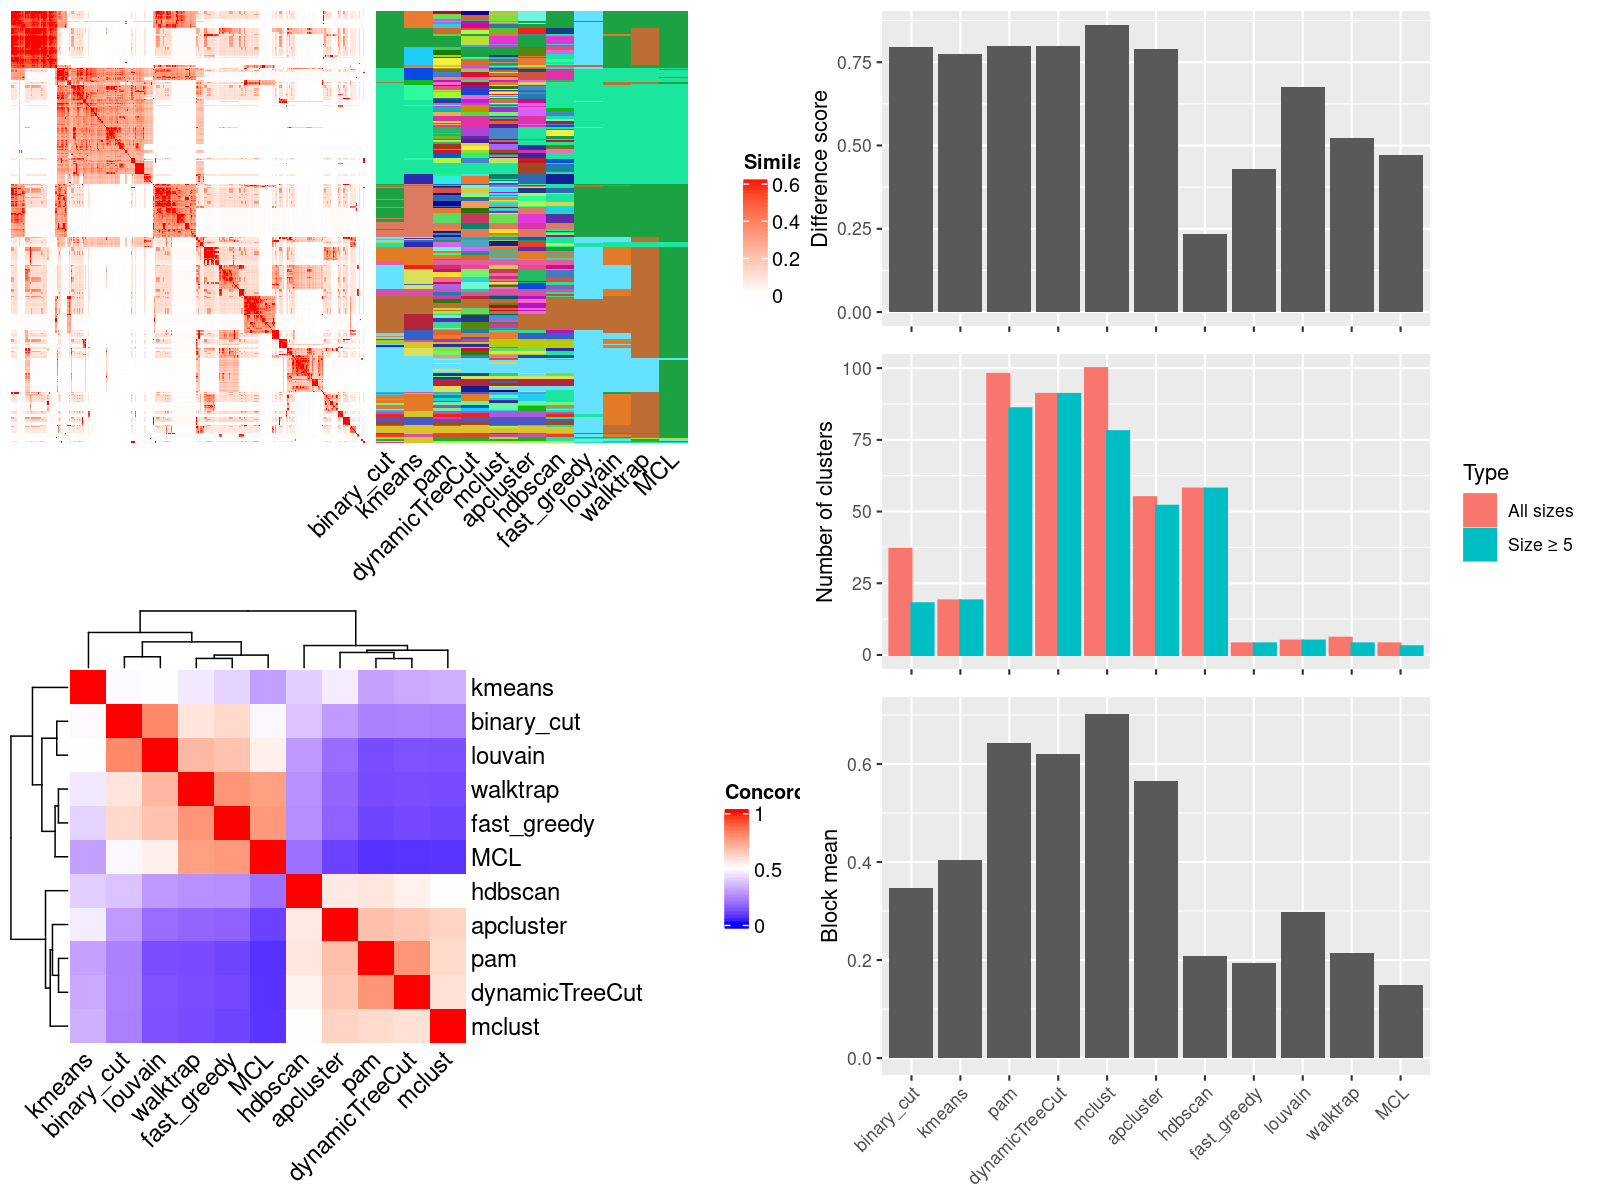 Simila
0.6
0.4
0.2
0
binary_cut
kmeans
pam
dynamicTreeCut
mclust
apcluster
hdbscan
fast_greedy
louvain
walktrap
MCL
kmeans
binary_cut
louvain
walktrap
fast_greedy
MCL
hdbscan
apcluster
pam
dynamicTreeCut
mclust
Concord
1
0.5
0
kmeans
binary_cut
louvain
walktrap
fast_greedy
MCL
hdbscan
apcluster
pam
dynamicTreeCut
mclust
Difference score
0.75
0.50
0.25
0.00
Number of clusters
100
75
50
25
0
Type
All sizes
Size ≥ 5
Block mean
0.6
0.4
0.2
0.0
binary_cut
kmeans
pam
dynamicTreeCut
mclust
apcluster
hdbscan
fast_greedy
louvain
walktrap
MCL